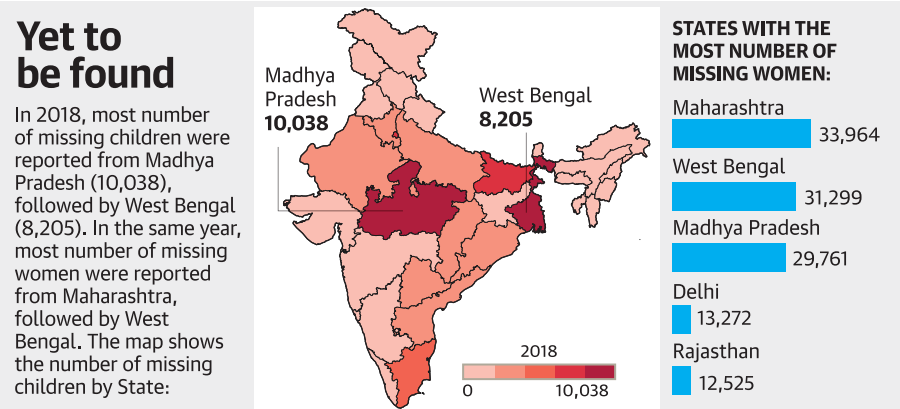 Yet to
be found
In 2018, most number
of missing children were
reported from Madhya
Pradesh (10,038),
followed by West Bengal
(8,205). In the same year,
most number of missing
women were reported
from Maharashtra,
followed by West
Bengal. The map shows
the number of missing
children by State:
Madhya
Pradesh
10,038
West Bengal
8,205
2018
0
10,038
STATES WITH THE
MOST NUMBER OF
MISSING WOMEN:
Maharashtra
33,964
West Bengal
31,299
Madhya Pradesh
29,761
Delhi
13,272
Rajasthan
12,525